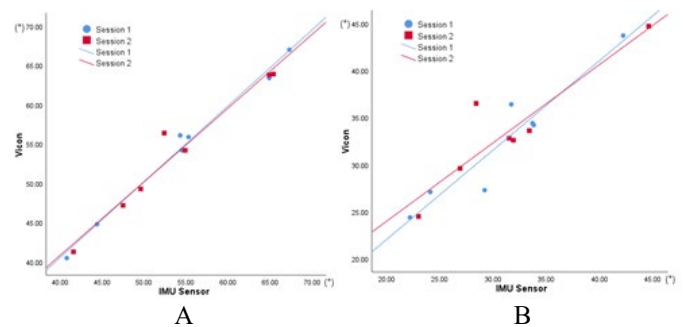 (°)
70.00
65.00
60.00
55.00
50.00
45.00
40.00
Vicon
Session 1
Session 2
Session 1
Session 2
40.00 45.00 50.00 55.00 60.00 65.00 70.00 (°)
IMU Sensor
A
(°)
45.00
40.00
35.00
30.00
25.00
20.00
Vicon
Session 1
Session 2
Session 1
Session 2
20.00 25.00 30.00 35.00 40.00 45.00 (°)
IMU Sensor
B